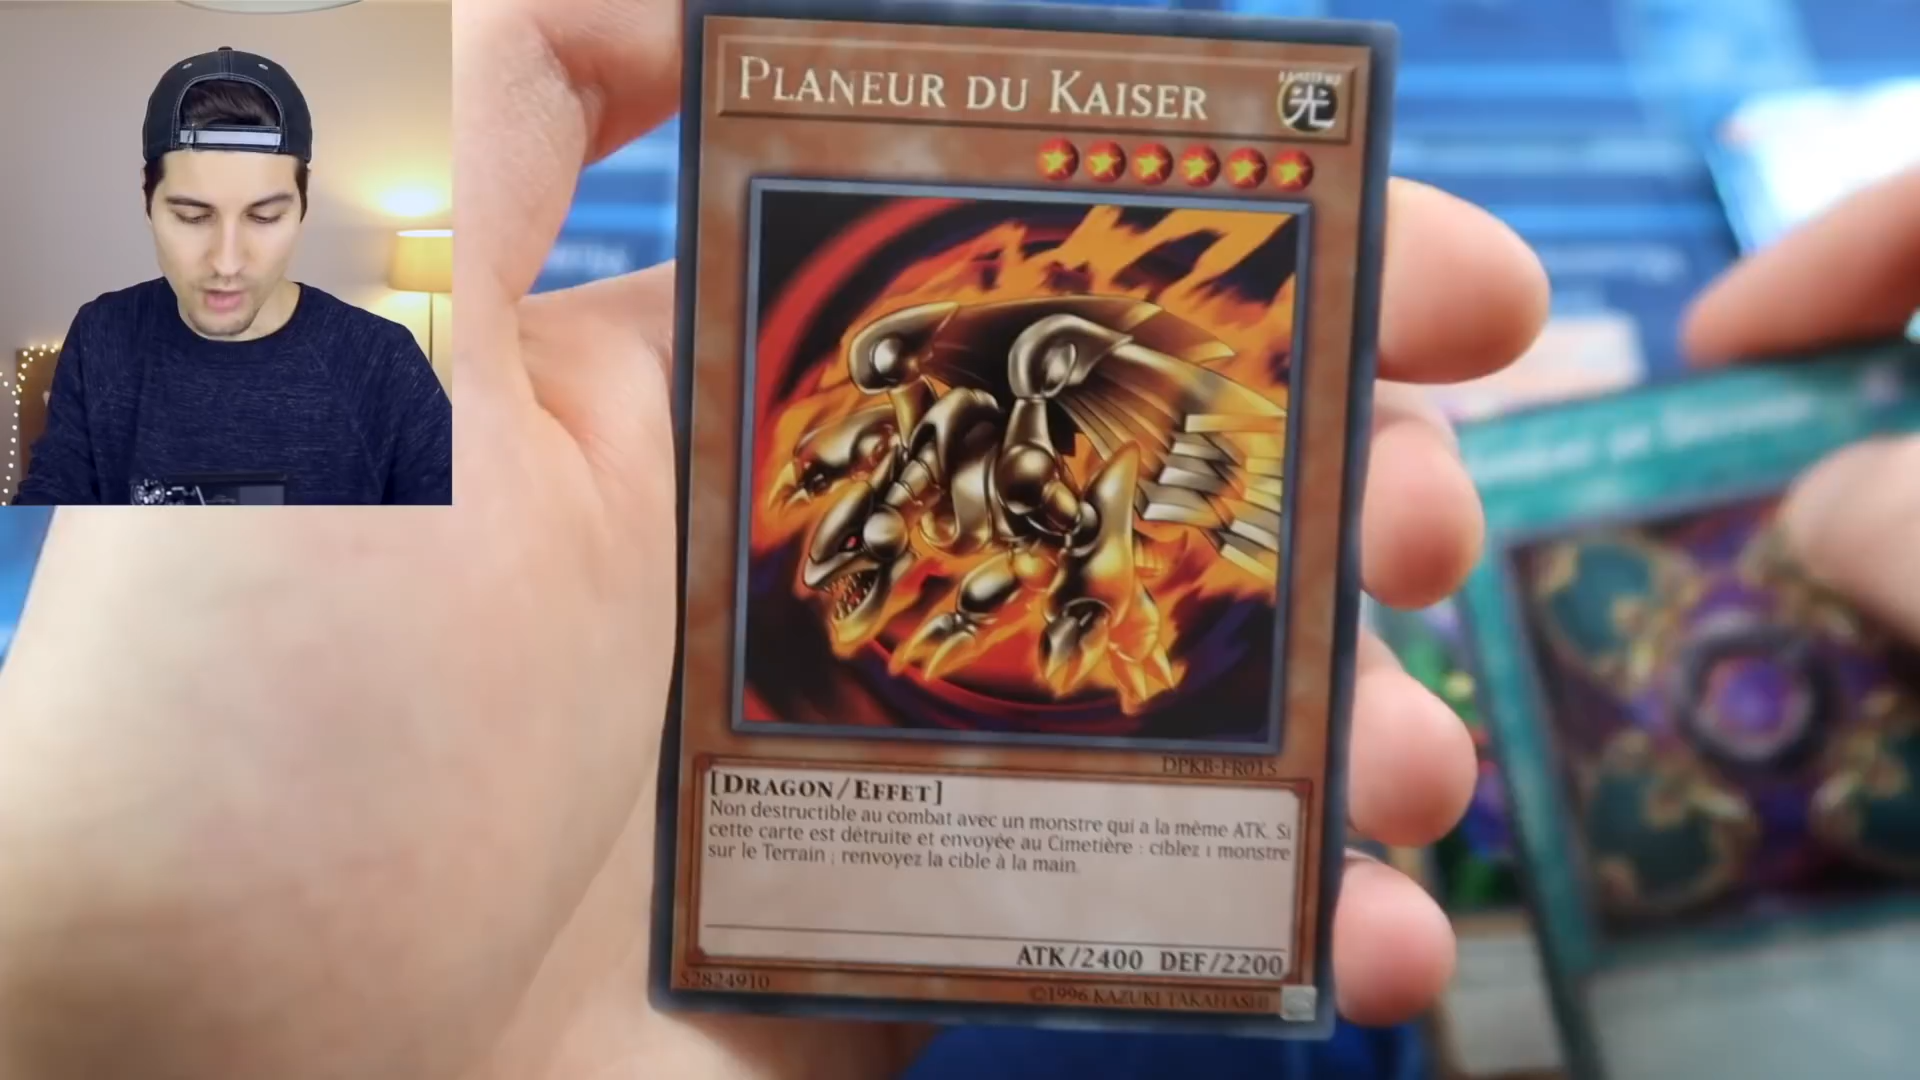 PLANEUR DU KAISER
光
DPKB-FR015
[DRAGON/EFFET]
Non destructible au combat avec un monstre qui a la même ATK. Si
cette carte est détruite et envoyée au Cimetière : ciblez 1 monstre
sur le Terrain ; renvoyez la cible à la main.
ATK/2400 DEF/2200
52824910
©1996 KAZUKI TAKAHASHI